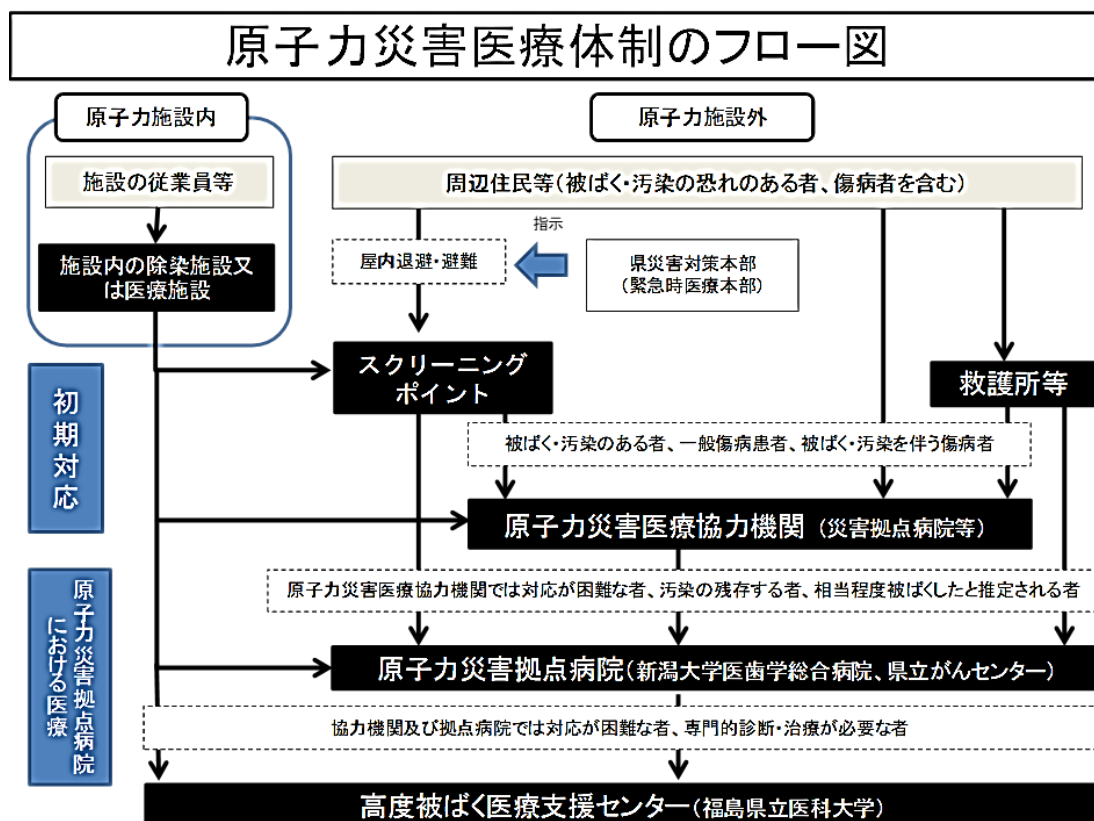 原子力災害医療体制のフロー図
原子力施設内
原子力施設外
施設の従業員等
周辺住民等(被ばく・汚染の恐れのある者、傷病者を含む)
指示
施設内の除染施設又
は医療施設
屋内退避・避難
県災害対策本部
(緊急時医療本部)
スクリーニング
ポイント
救護所等
初期対応
被ばく・汚染のある者、一般傷病患者、被ばく・汚染を伴う傷病者
原子力災害医療協力機関 (災害拠点病院等)
原子力災害医療協力機関では対応が困難な者、汚染の残存する者、相当程度被ばくしたと推定される者
原子力災害拠点病院
における医療
原子力災害拠点病院(新潟大学医歯学総合病院、県立がんセンター)
協力機関及び拠点病院では対応が困難な者、専門的診断・治療が必要な者
高度被ばく医療支援センター(福島県立医科大学)